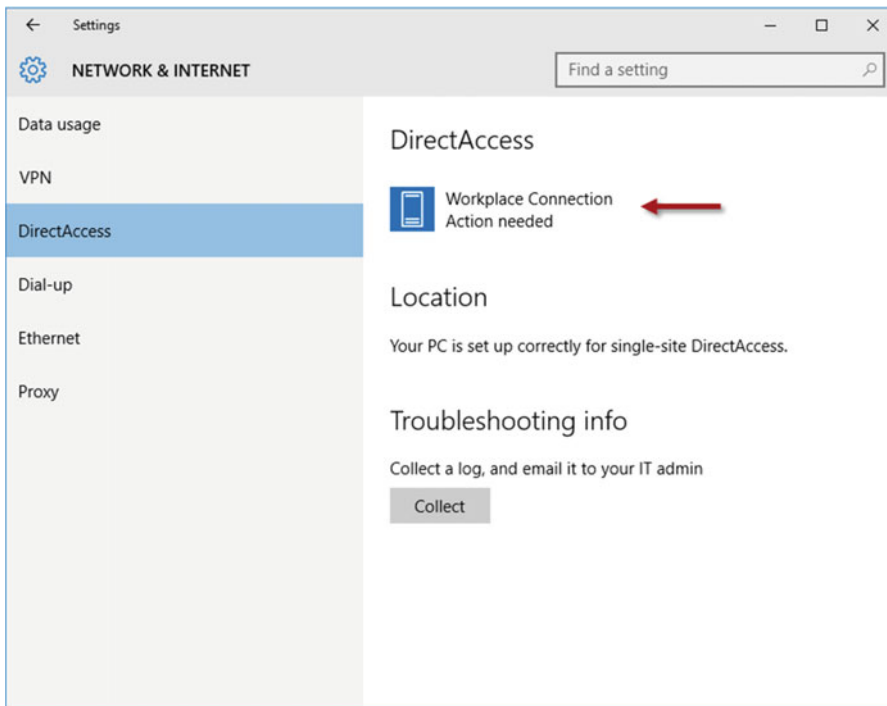 Settings
NETWORK & INTERNET
Find a setting
Data usage
VPN
DirectAccess
Dial-up
Ethernet
Proxy
DirectAccess
Workplace Connection
Action needed
Location
Your PC is set up correctly for single-site DirectAccess.
Troubleshooting info
Collect a log, and email it to your IT admin
Collect